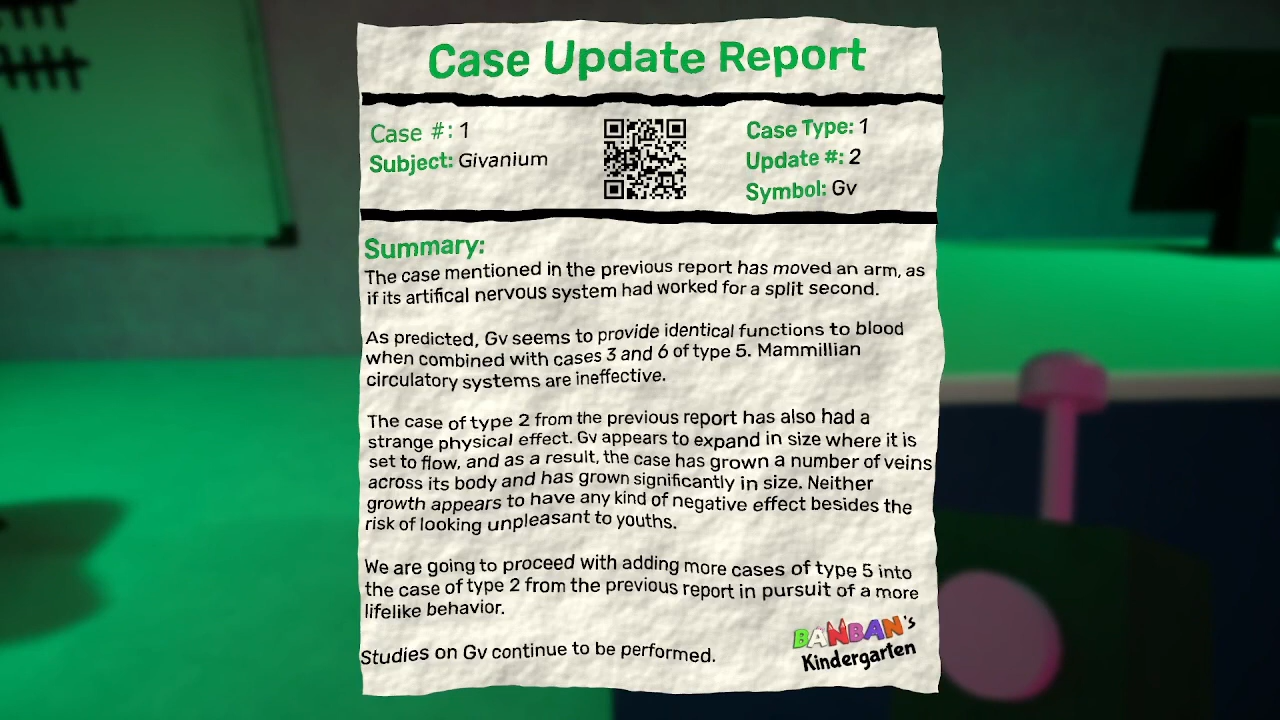 Case Update Report
Case #: 1
Subject: Givanium
Case Type: 1
Update #: 2
Symbol: Gv
Summary:
The case mentioned in the previous report has moved an arm, as
if its artifical nervous system had worked for a split second.
As predicted, Gv seems to provide identical functions to blood
when combined with cases 3 and 6 of type 5. Mammillian
circulatory systems are ineffective.
The case of type 2 from the previous report has also had a
strange physical effect. Gv appears to expand in size where it is
set to flow, and as a result, the case has grown a number of veins
across its body and has grown significantly in size. Neither
growth appears to have any kind of negative effect besides the
risk of looking unpleasant to youths.
We are going to proceed with adding more cases of type 5 into
the case of type 2 from the previous report in pursuit of a more
lifelike behavior.
Studies on Gv continue to be performed.
BANBAN's
Kindergarten